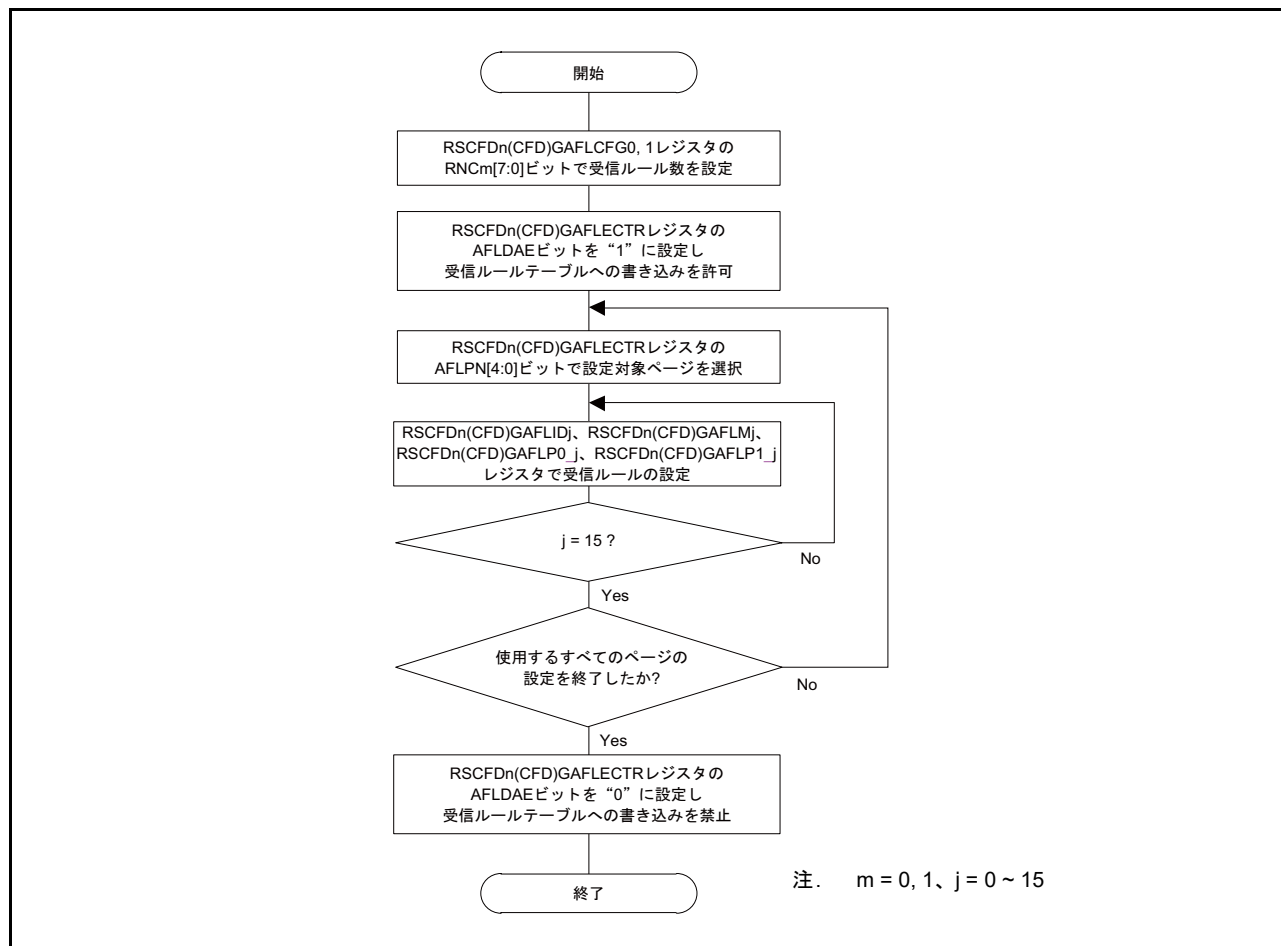 開始
RSCFDn(CFD)GAFLCFG0, 1レジスタの
RNCm[7:0]ビットで受信ルール数を設定
RSCFDn(CFD)GAFLECTRレジスタの
AFLDAEビットを“1”に設定し
受信ルールテーブルへの書き込みを許可
RSCFDn(CFD)GAFLECTRレジスタの
AFLPN[4:0]ビットで設定対象ページを選択
RSCFDn(CFD)GAFLIDj、RSCFDn(CFD)GAFLMj、
RSCFDn(CFD)GAFLP0_j、RSCFDn(CFD)GAFLP1_j
レジスタで受信ルールの設定
j = 15 ?
No
Yes
使用するすべてのページの
設定を終了したか?
No
Yes
RSCFDn(CFD)GAFLECTRレジスタの
AFLDAEビットを“0”に設定し
受信ルールテーブルへの書き込みを禁止
終了
注. m = 0, 1、j = 0 ~ 15